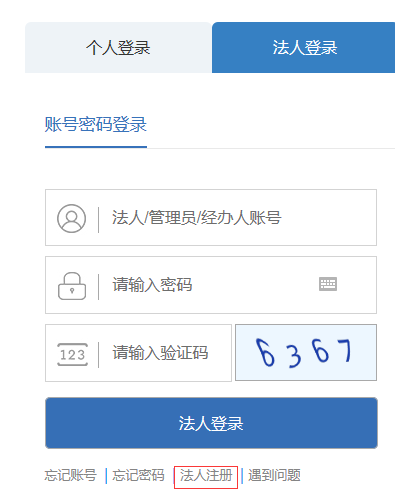 个人登录 法人登录
账号密码登录
法人/管理员/经办人账号
请输入密码
123 请输入验证码 6367
法人登录
忘记账号 忘记密码 法人注册 遇到问题